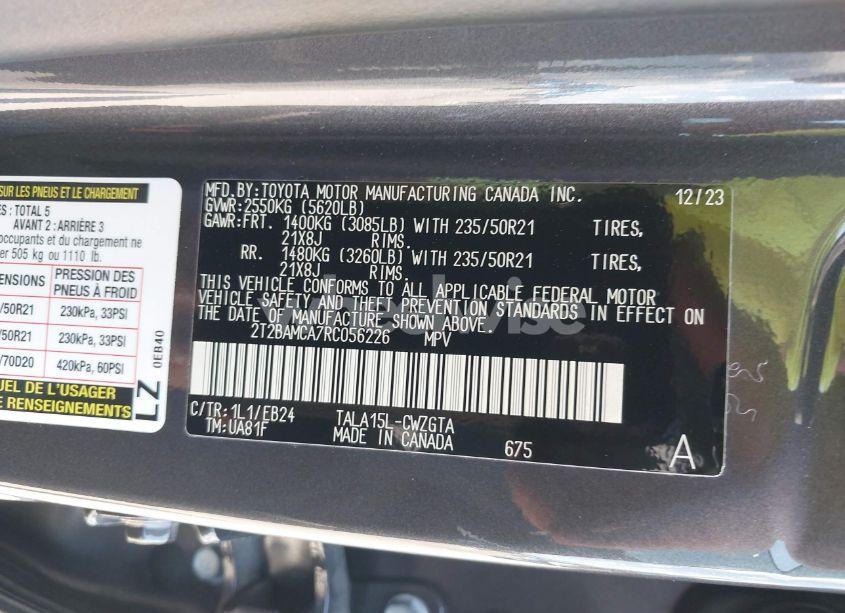 SUR LES PNEUS ET LE CHARGEMENT
: TOTAL 5
AVANT 2 : ARRIÈRE 3
occupants et du chargement ne
er 505 kg ou 1110 lb.
ENSIONS
PRESSION DES
PNEUS À FROID
/50R21
230kPa, 33PSI
50R21
230kPa, 33PSI
/70D20
420kPa, 60PSI
UEL DE L'USAGER
E RENSEIGNEMENTS
LZ
0EB40
MFD.BY:TOYOTA MOTOR MANUFACTURING CANADA INC. 12/23
GVWR:2550KG (5620LB)
GAWR:FRT. 1400KG (3085LB) WITH 235/50R21 TIRES,
21X8J RIMS.
RR. 1480KG (3260LB) WITH 235/50R21 TIRES,
21X8J RIMS.
THIS VEHICLE CONFORMS TO ALL APPLICABLE FEDERAL MOTOR
VEHICLE SAFETY AND THEFT PREVENTION STANDARDS IN EFFECT ON
THE DATE OF MANUFACTURE SHOWN ABOVE.
2T2BAMCA7RC056226 MPV
C/TR:1L1/EB24 TALA15L-CWZGTA
TM:UA81F MADE IN CANADA 675 A